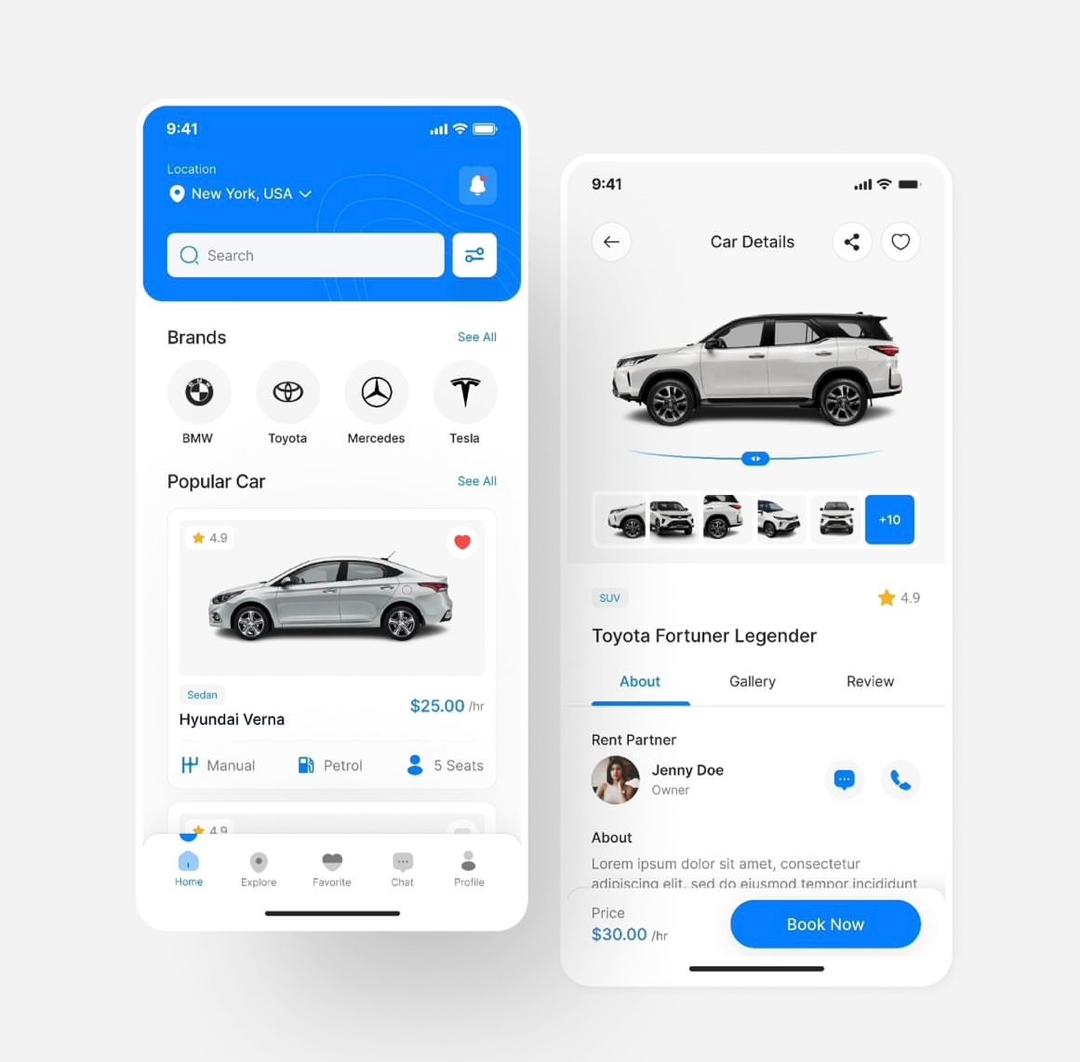 9:41
Location
New York, USA
Search
Brands
See All
BMW
Toyota
Mercedes
Tesla
Popular Car
See All
4.9
Sedan
Hyundai Verna
$25.00 /hr
Manual
Petrol
5 Seats
4.9
Home
Explore
Favorite
Chat
Profile
9:41
Car Details
+10
SUV
4.9
Toyota Fortuner Legender
About
Gallery
Review
Rent Partner
Jenny Doe
Owner
About
Lorem ipsum dolor sit amet, consectetur
adipiscing elit, sed do eiusmod tempor incididunt
Price
$30.00 /hr
Book Now